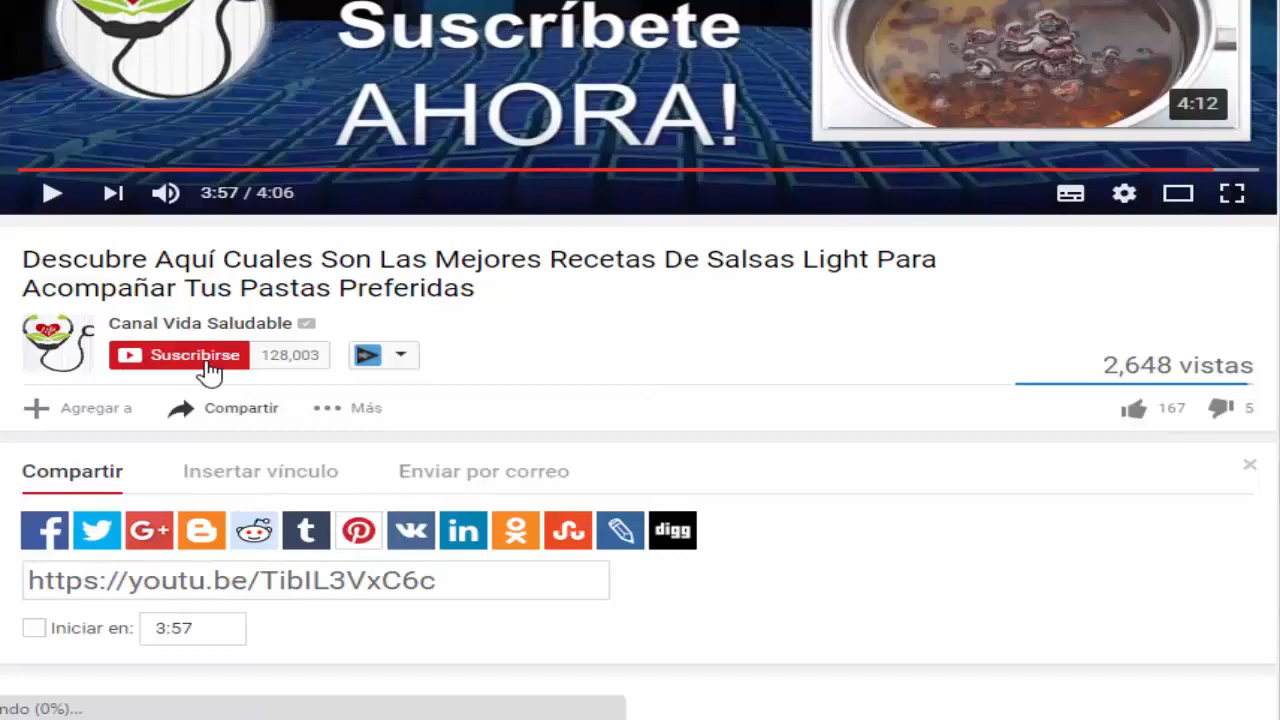 Suscríbete
AHORA!
4:12
3:57 / 4:06
Descubre Aquí Cuales Son Las Mejores Recetas De Salsas Light Para
Acompañar Tus Pastas Preferidas
Canal Vida Saludable
Suscribirse 128,003
2,648 vistas
Agregar a Compartir Más 167 5
Compartir Insertar vínculo Enviar por correo
G+ t in digg
https://youtu.be/TibIL3VxC6c
Iniciar en: 3:57
ndo (0%)...